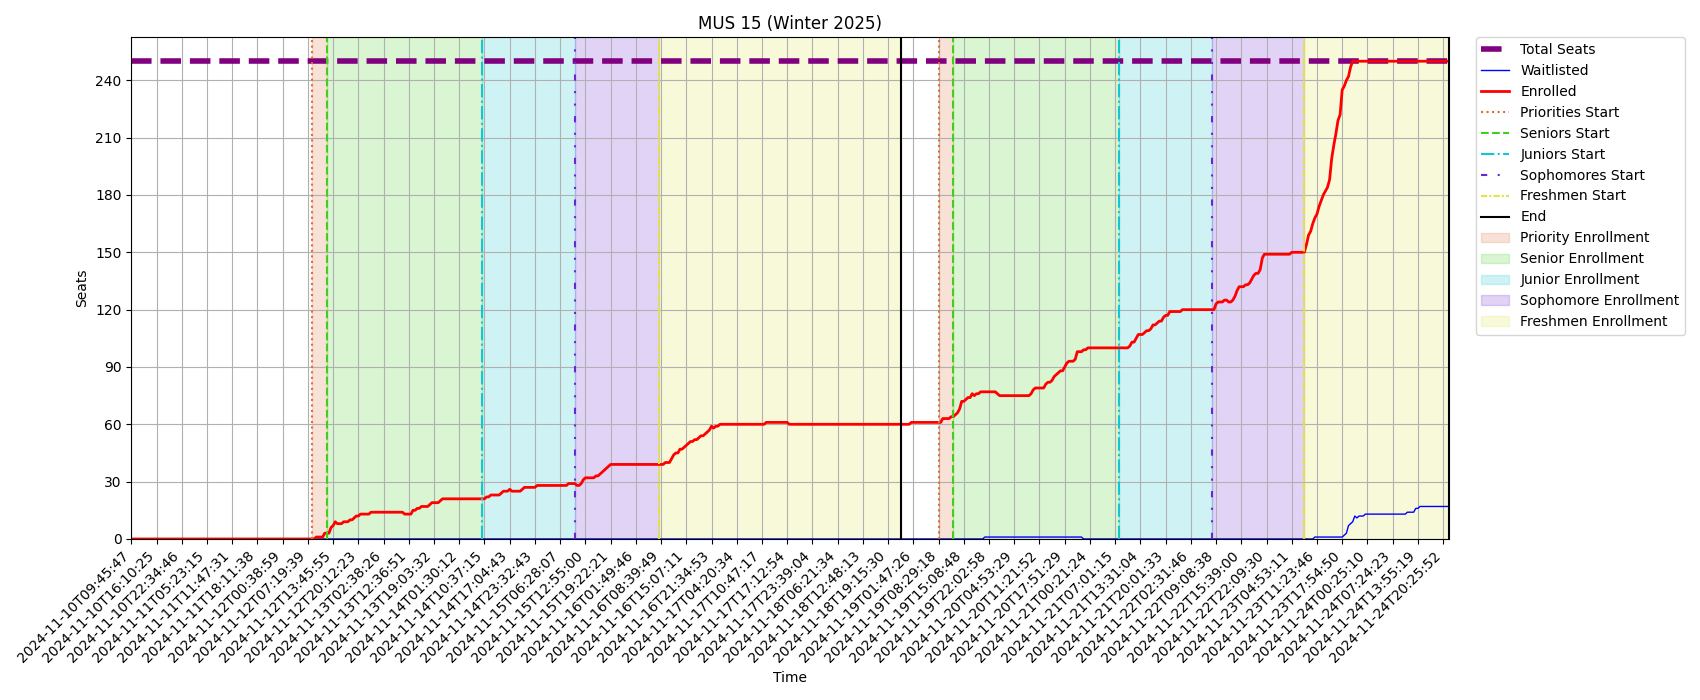 MUS 15 (Winter 2025)
Seats
240
210
180
150
120
90
60
30
0
2024-11-10T09:45:47
2024-11-10T16:10:25
2024-11-10T22:34:46
2024-11-11T05:23:15
2024-11-11T11:47:31
2024-11-11T18:11:38
2024-11-12T00:38:59
2024-11-12T07:19:39
2024-11-12T13:45:55
2024-11-12T20:12:23
2024-11-13T02:38:26
2024-11-13T12:36:51
2024-11-13T19:03:32
2024-11-14T01:30:12
2024-11-14T10:37:15
2024-11-14T17:04:43
2024-11-14T23:32:43
2024-11-15T06:28:07
2024-11-15T12:55:00
2024-11-15T19:22:21
2024-11-16T01:49:46
2024-11-16T08:39:49
2024-11-16T15:07:11
2024-11-16T21:34:53
2024-11-17T04:20:34
2024-11-17T10:47:17
2024-11-17T17:12:54
2024-11-17T23:39:04
2024-11-18T06:21:34
2024-11-18T12:48:13
2024-11-18T19:15:30
2024-11-19T01:47:26
2024-11-19T08:29:18
2024-11-19T15:08:48
2024-11-19T22:02:58
2024-11-20T04:53:29
2024-11-20T11:21:52
2024-11-20T17:51:29
2024-11-21T00:21:24
2024-11-21T07:01:15
2024-11-21T13:31:04
2024-11-21T20:01:33
2024-11-22T02:31:46
2024-11-22T09:08:38
2024-11-22T15:39:00
2024-11-22T22:09:30
2024-11-23T04:53:11
2024-11-23T11:23:46
2024-11-23T17:54:50
2024-11-24T00:25:10
2024-11-24T07:24:23
2024-11-24T13:55:19
2024-11-24T20:25:52
Time
Total Seats
Waitlisted
Enrolled
Priorities Start
Seniors Start
Juniors Start
Sophomores Start
Freshmen Start
End
Priority Enrollment
Senior Enrollment
Junior Enrollment
Sophomore Enrollment
Freshmen Enrollment